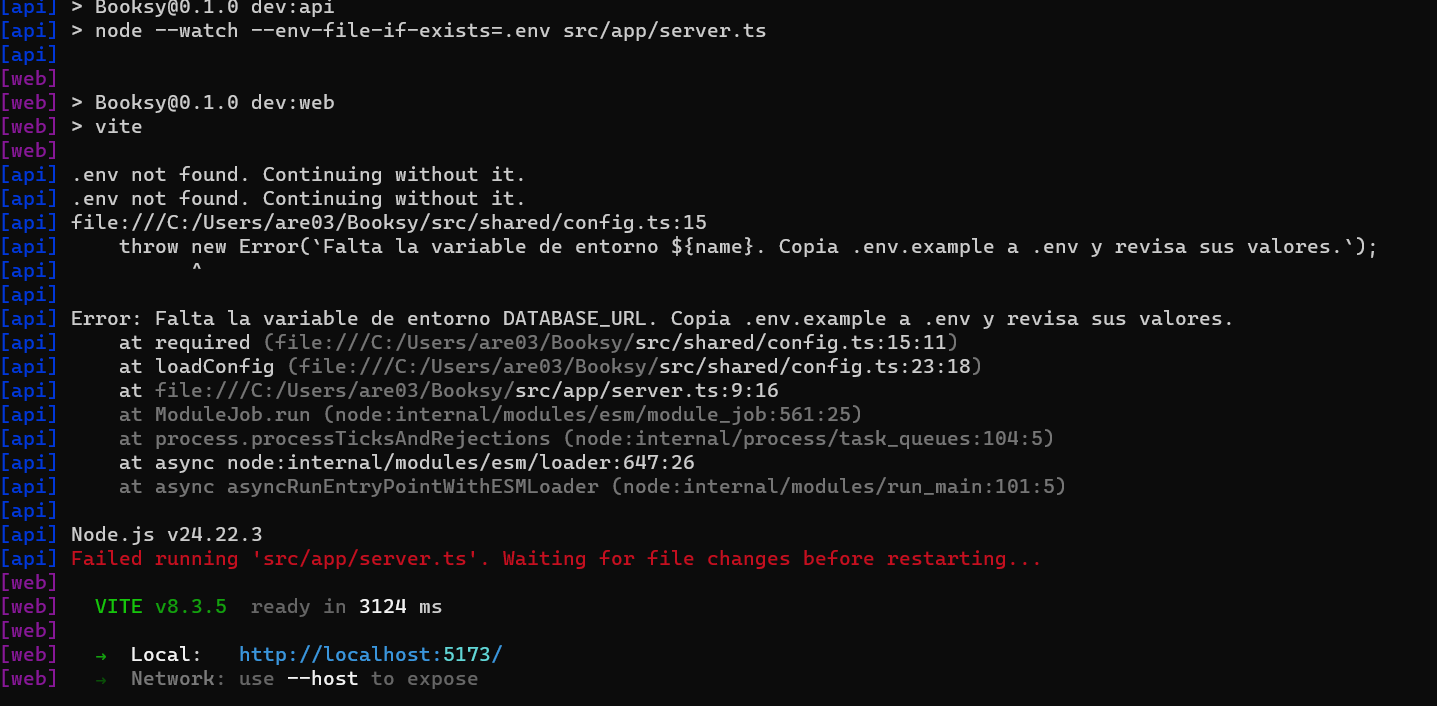 [api] > Booksy@0.1.0 dev:api
[api] > node --watch --env-file-if-exists=.env src/app/server.ts
[api]
[web]
[web] > Booksy@0.1.0 dev:web
[web] > vite
[web]
[api] .env not found. Continuing without it.
[api] .env not found. Continuing without it.
[api] file:///C:/Users/are03/Booksy/src/shared/config.ts:15
[api]     throw new Error(`Falta la variable de entorno ${name}. Copia .env.example a .env y revisa sus valores.`);
[api]           ^
[api]
[api] Error: Falta la variable de entorno DATABASE_URL. Copia .env.example a .env y revisa sus valores.
[api]     at required (file:///C:/Users/are03/Booksy/src/shared/config.ts:15:11)
[api]     at loadConfig (file:///C:/Users/are03/Booksy/src/shared/config.ts:23:18)
[api]     at file:///C:/Users/are03/Booksy/src/app/server.ts:9:16
[api]     at ModuleJob.run (node:internal/modules/esm/module_job:561:25)
[api]     at process.processTicksAndRejections (node:internal/process/task_queues:104:5)
[api]     at async node:internal/modules/esm/loader:647:26
[api]     at async asyncRunEntryPointWithESMLoader (node:internal/modules/run_main:101:5)
[api]
[api] Node.js v24.22.3
[api] Failed running 'src/app/server.ts'. Waiting for file changes before restarting...
[web]
[web]   VITE v8.3.5  ready in 3124 ms
[web]
[web]   → Local:   http://localhost:5173/
[web]   → Network: use --host to expose